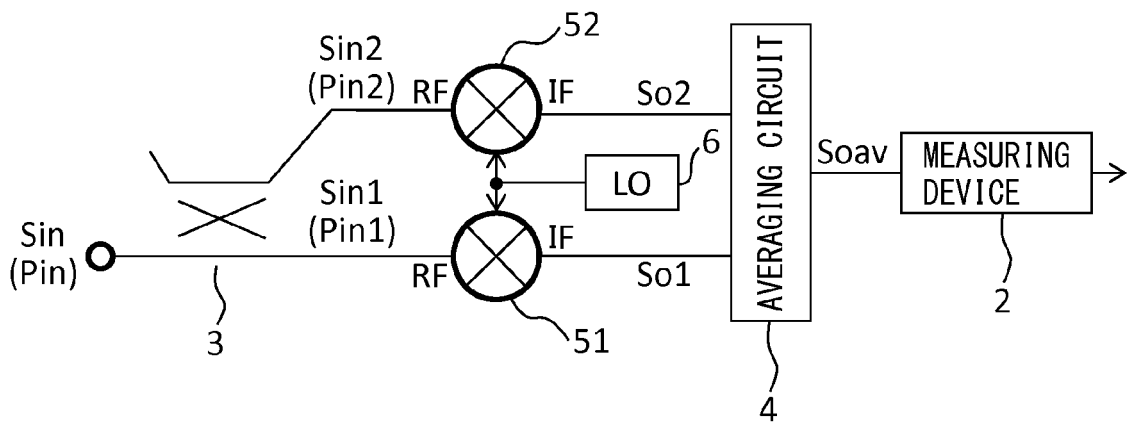 52
Sin2
(Pin2)
RF
IF
So2
6
LO
Sin1
(Pin1)
Sin
(Pin)
RF
IF
So1
3
51
AVERAGING CIRCUIT
4
Soav
MEASURING
DEVICE
2